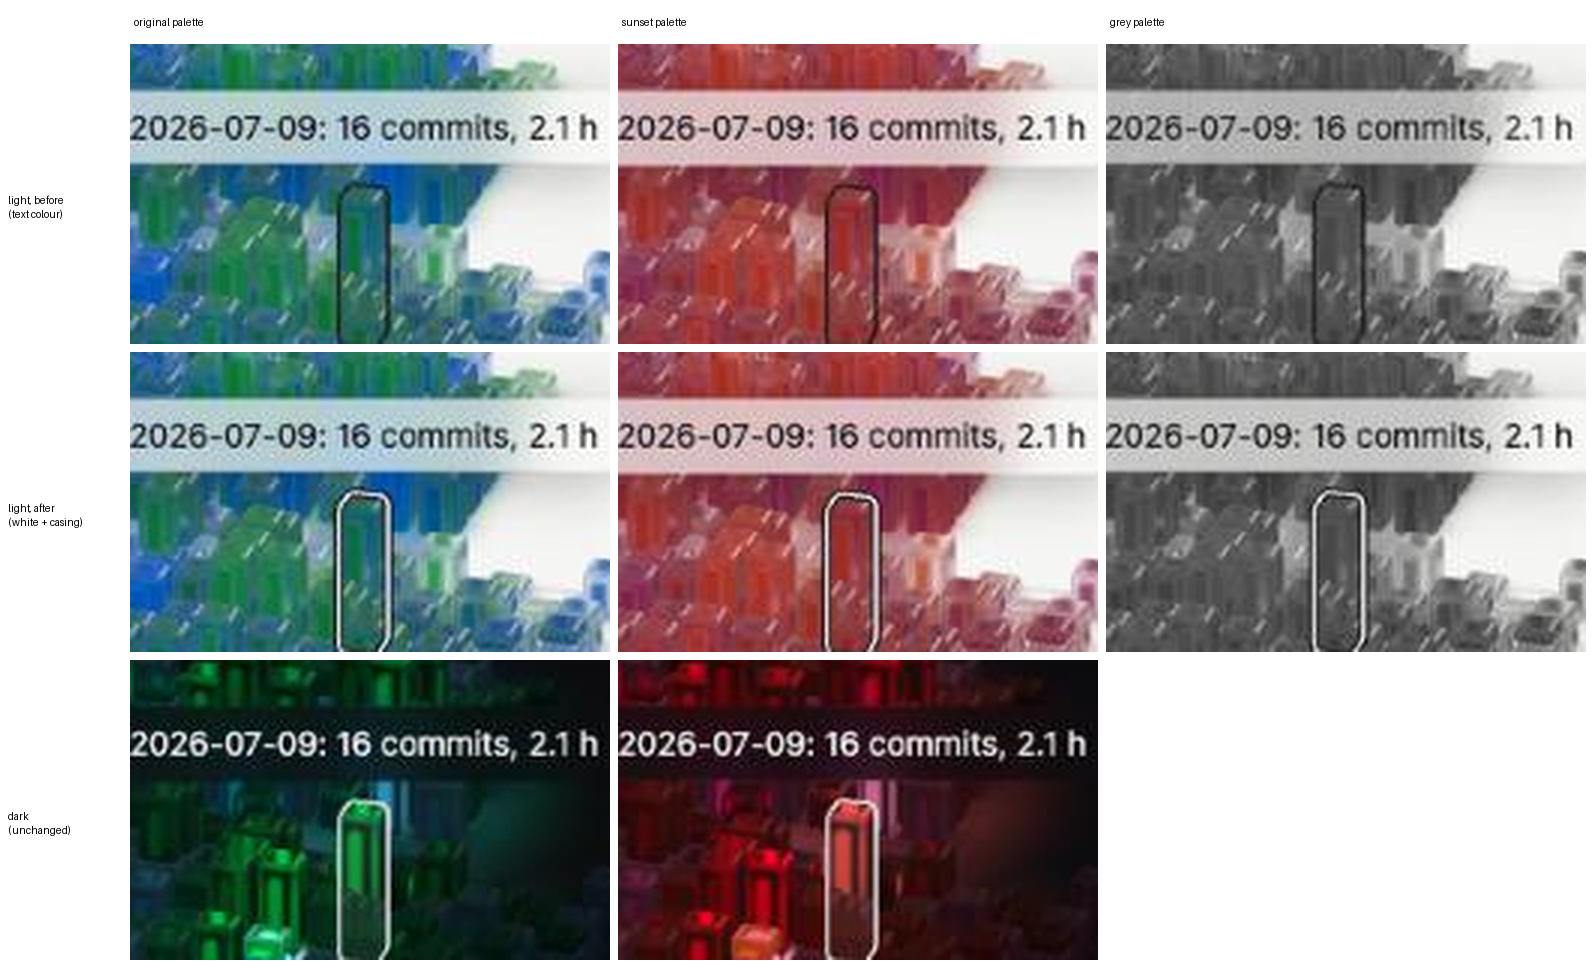 original palette
sunset palette
grey palette
light, before
(text colour)
2026-07-09: 16 commits, 2.1 h
2026-07-09: 16 commits, 2.1 h
2026-07-09: 16 commits, 2.1 h
light, after
(white + casing)
2026-07-09: 16 commits, 2.1 h
2026-07-09: 16 commits, 2.1 h
2026-07-09: 16 commits, 2.1 h
dark
(unchanged)
2026-07-09: 16 commits, 2.1 h
2026-07-09: 16 commits, 2.1 h